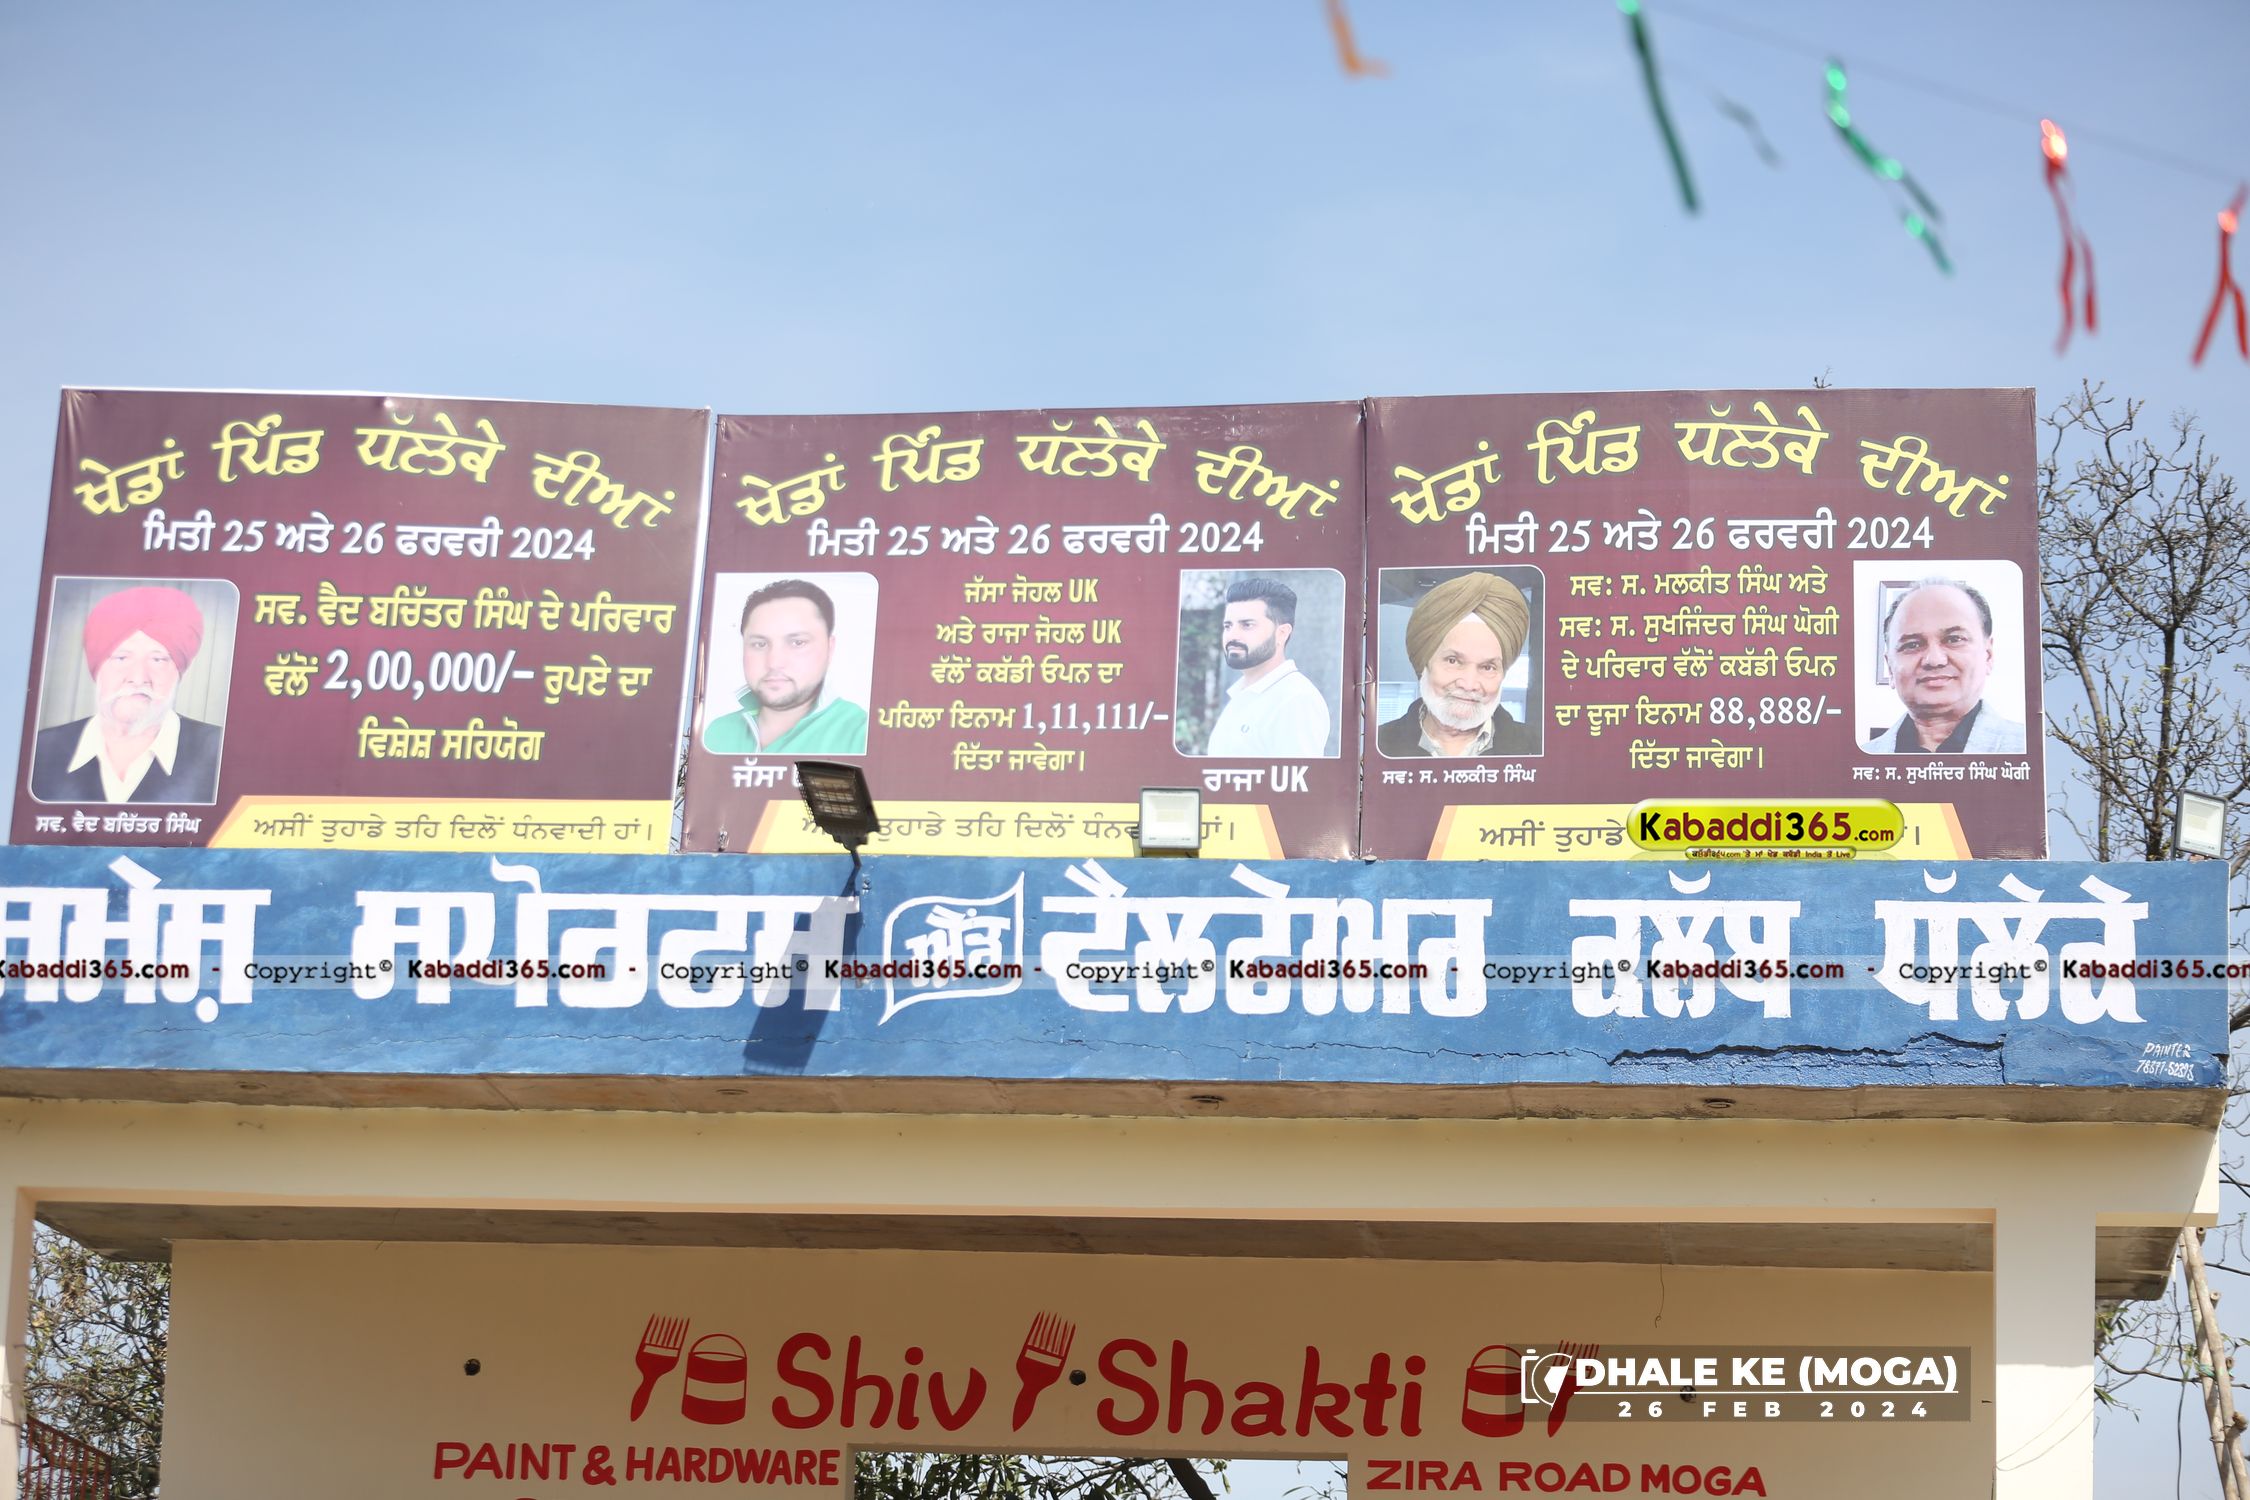 ਖੇਡਾਂ ਪਿੰਡ ਧੱਲੇਕੇ ਦੀਆਂ
ਮਿਤੀ 25 ਅਤੇ 26 ਫਰਵਰੀ 2024
ਸਵ. ਵੈਦ ਬਚਿੱਤਰ ਸਿੰਘ ਦੇ ਪਰਿਵਾਰ
ਵੱਲੋਂ 2,00,000/- ਰੁਪਏ ਦਾ
ਵਿਸ਼ੇਸ਼ ਸਹਿਯੋਗ
ਸਵ. ਵੈਦ ਬਚਿੱਤਰ ਸਿੰਘ
ਅਸੀਂ ਤੁਹਾਡੇ ਤਹਿ ਦਿਲੋਂ ਧੰਨਵਾਦੀ ਹਾਂ।
ਖੇਡਾਂ ਪਿੰਡ ਧੱਲੇਕੇ ਦੀਆਂ
ਮਿਤੀ 25 ਅਤੇ 26 ਫਰਵਰੀ 2024
ਜੱਸਾ ਜੋਹਲ UK
ਅਤੇ ਰਾਜਾ ਜੋਹਲ UK
ਵੱਲੋਂ ਕਬੱਡੀ ਓਪਨ ਦਾ
ਪਹਿਲਾ ਇਨਾਮ 1,11,111/-
ਦਿੱਤਾ ਜਾਵੇਗਾ।
ਜੱਸਾ
ਰਾਜਾ UK
ਤੁਹਾਡੇ ਤਹਿ ਦਿਲੋਂ
ਖੇਡਾਂ ਪਿੰਡ ਧੱਲੇਕੇ ਦੀਆਂ
ਮਿਤੀ 25 ਅਤੇ 26 ਫਰਵਰੀ 2024
ਸਵ: ਸ. ਮਲਕੀਤ ਸਿੰਘ ਅਤੇ
ਸਵ: ਸ. ਸੁਖਜਿੰਦਰ ਸਿੰਘ ਘੋਗੀ
ਦੇ ਪਰਿਵਾਰ ਵੱਲੋਂ ਕਬੱਡੀ ਓਪਨ
ਦਾ ਦੂਜਾ ਇਨਾਮ 88,888/-
ਦਿੱਤਾ ਜਾਵੇਗਾ।
ਸਵ: ਸ. ਮਲਕੀਤ ਸਿੰਘ
ਸਵ: ਸ. ਸੁਖਜਿੰਦਰ ਸਿੰਘ ਘੋਗੀ
ਅਸੀਂ ਤੁਹਾਡੇ
Kabaddi365.com
ਸਪੋਰਟਸ ਐਂਡ ਵੈਲਫੇਅਰ ਕਲੱਬ ਧੱਲੇਕੇ
Kabaddi365.com - Copyright© Kabaddi365.com - Copyright© Kabaddi365.com - Copyright© Kabaddi365.com - Copyright© Kabaddi365.com - Copyright© Kabaddi365.com
PAINTER
Shiv Shakti
PAINT & HARDWARE
ZIRA ROAD MOGA
DHALE KE (MOGA)
26 FEB 2024